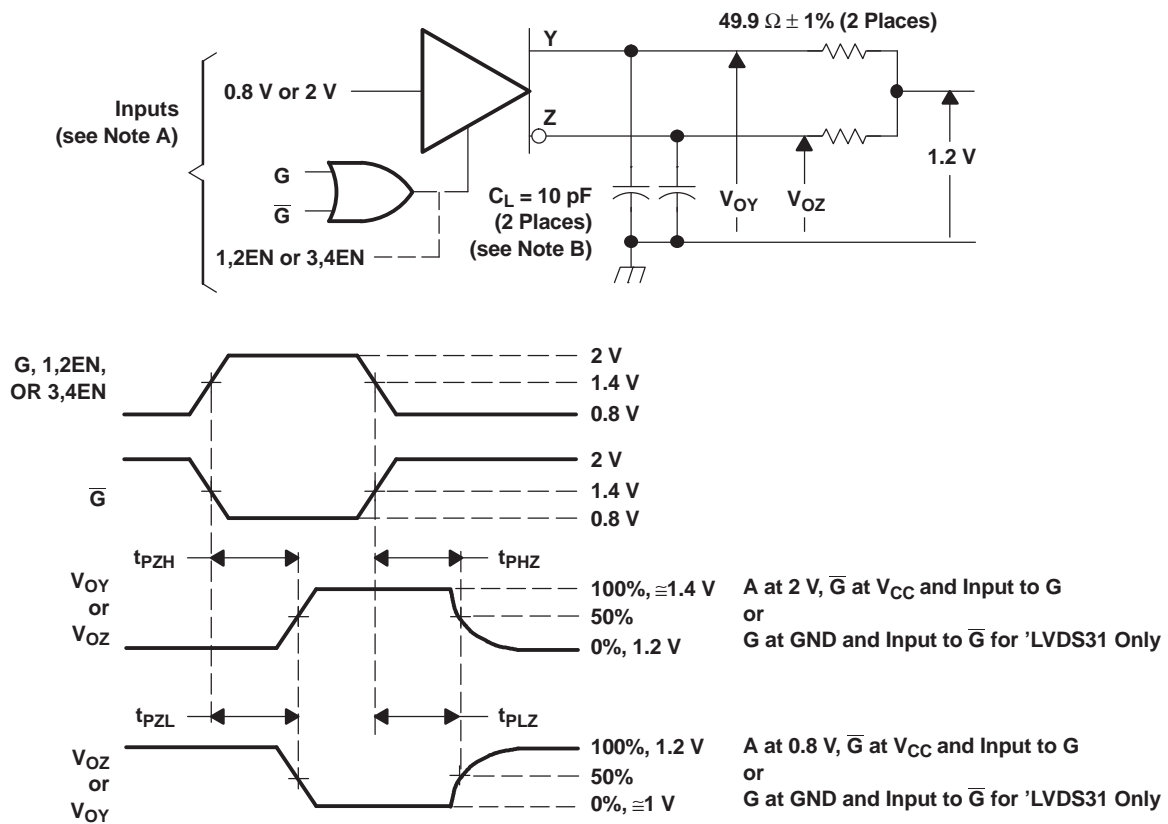 49.9 Ω ± 1% (2 Places)
Y
0.8 V or 2 V
Inputs
(see Note A)
Z
1.2 V
G
G̅
C_L = 10 pF
(2 Places)
(see Note B)
V_OY
V_OZ
1,2EN or 3,4EN
G, 1,2EN,
OR 3,4EN
2 V
1.4 V
0.8 V
G̅
2 V
1.4 V
0.8 V
t_PZH
t_PHZ
V_OY
or
V_OZ
100%, ≅1.4 V
50%
0%, 1.2 V
A at 2 V, G̅ at V_CC and Input to G
or
G at GND and Input to G̅ for ’LVDS31 Only
t_PZL
t_PLZ
V_OZ
or
V_OY
100%, 1.2 V
50%
0%, ≅1 V
A at 0.8 V, G̅ at V_CC and Input to G
or
G at GND and Input to G̅ for ’LVDS31 Only